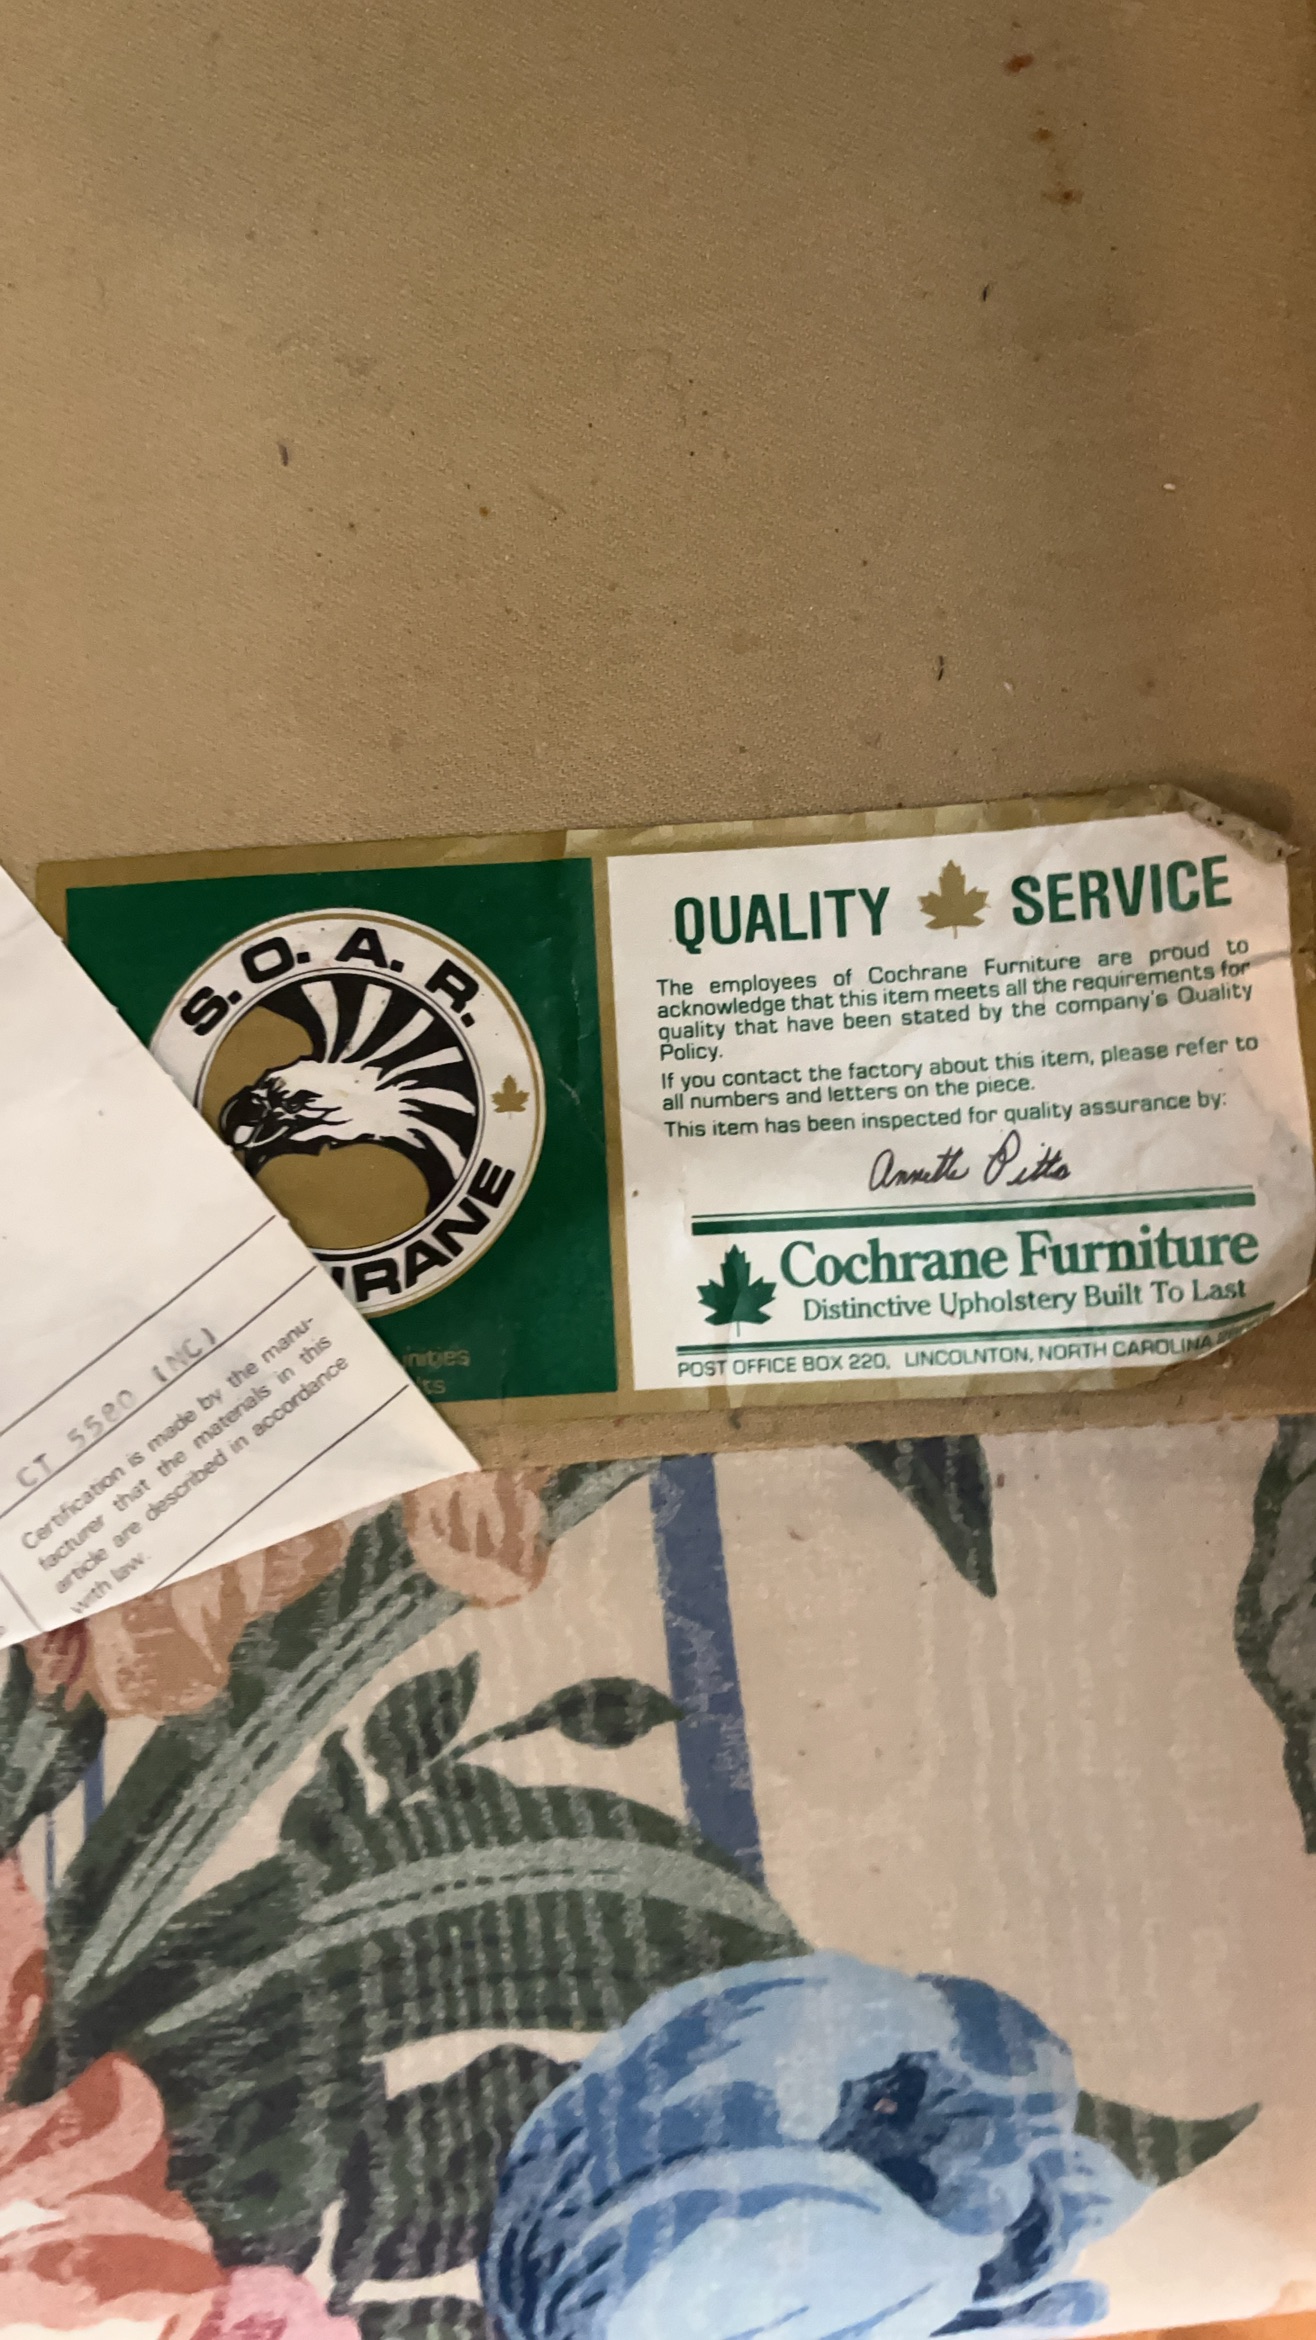 S.O.A.R.
RANE
QUALITY SERVICE
The employees of Cochrane Furniture are proud to
acknowledge that this item meets all the requirements for
quality that have been stated by the company's Quality
Policy.
If you contact the factory about this item, please refer to
all numbers and letters on the piece.
This item has been inspected for quality assurance by:
Annette Pitts
Cochrane Furniture
Distinctive Upholstery Built To Last
POST OFFICE BOX 220, LINCOLNTON, NORTH CAROLINA
CT 5580 (NC)
Certification is made by the manu-
facturer that the materials in this
article are described in accordance
with law.